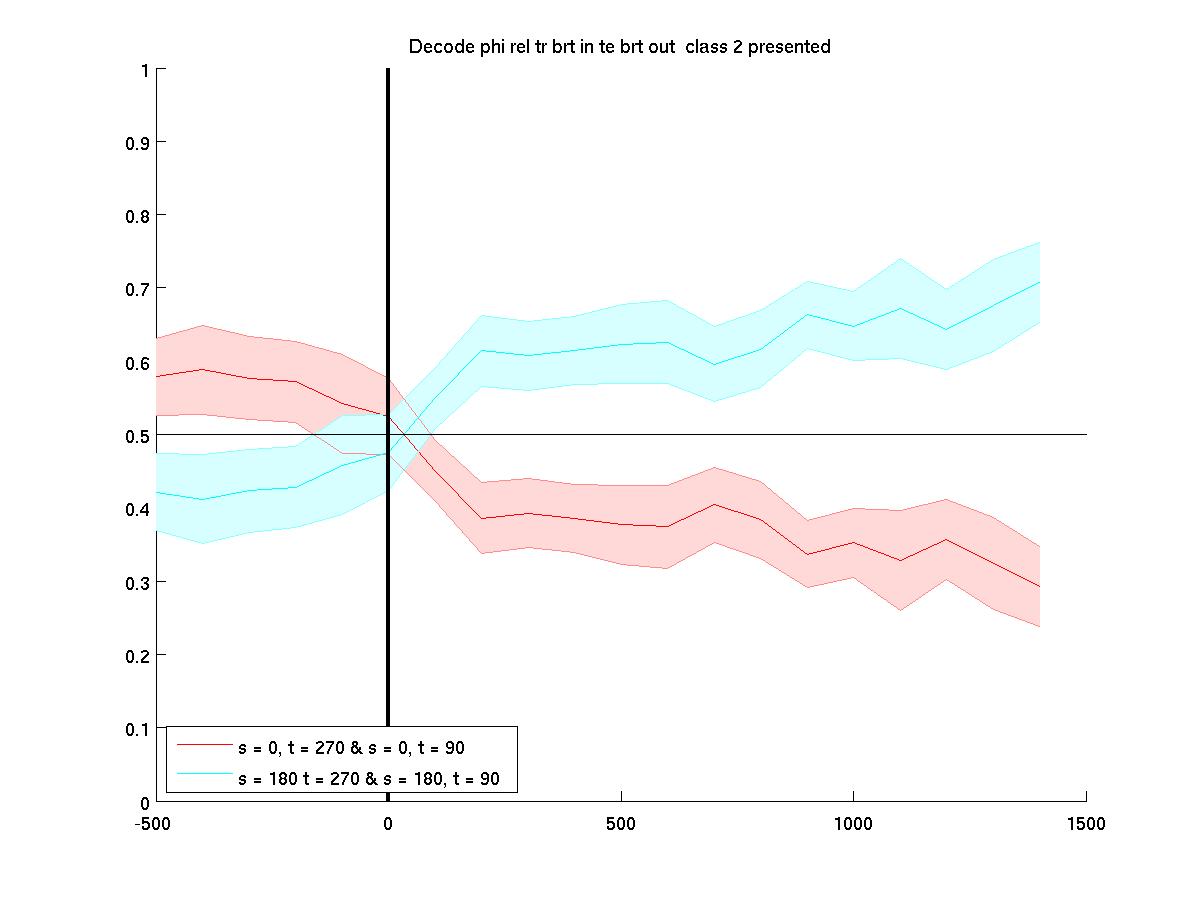 Decode phi rel tr brt in te brt out  class 2 presented
1
0.9
0.8
0.7
0.6
0.5
0.4
0.3
0.2
0.1
0
s = 0, t = 270 & s = 0, t = 90
s = 180 t = 270 & s = 180, t = 90
-500 0 500 1000 1500